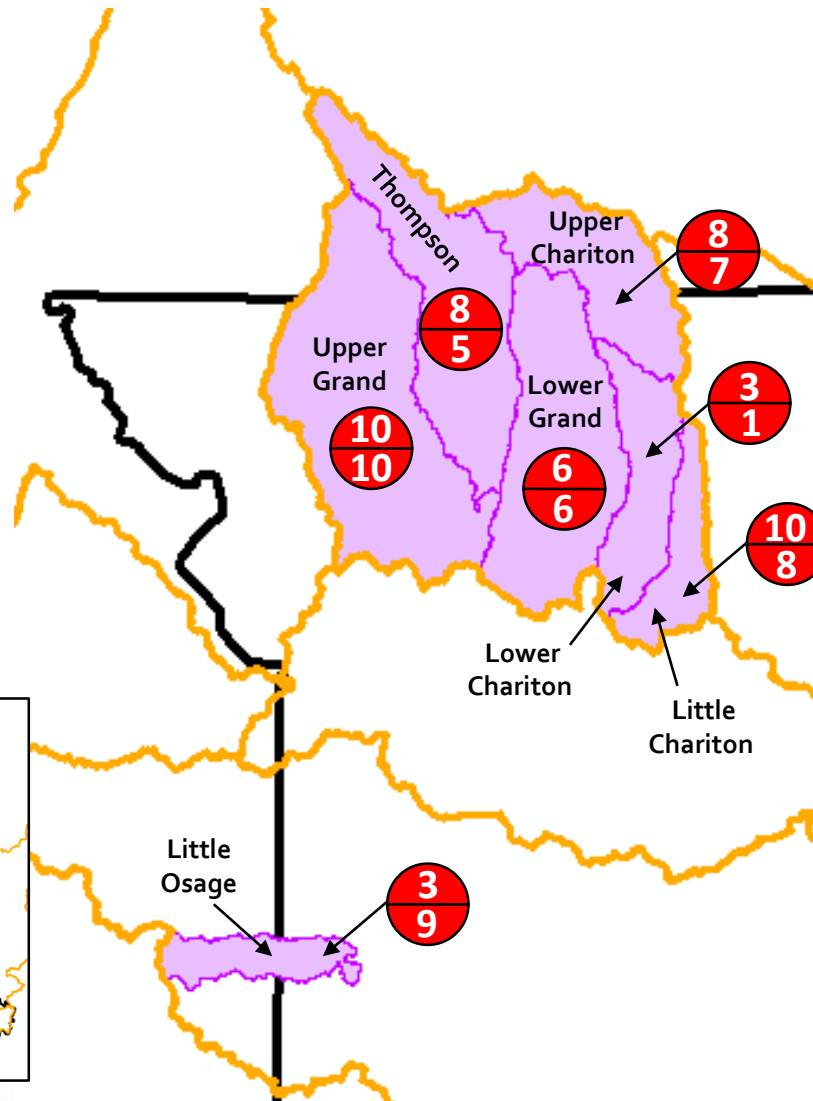 Thompson
Upper
Chariton
8
7
8
5
Upper
Grand
10
10
Lower
Grand
6
6
3
1
10
8
Lower
Chariton
Little
Chariton
Little
Osage
3
9